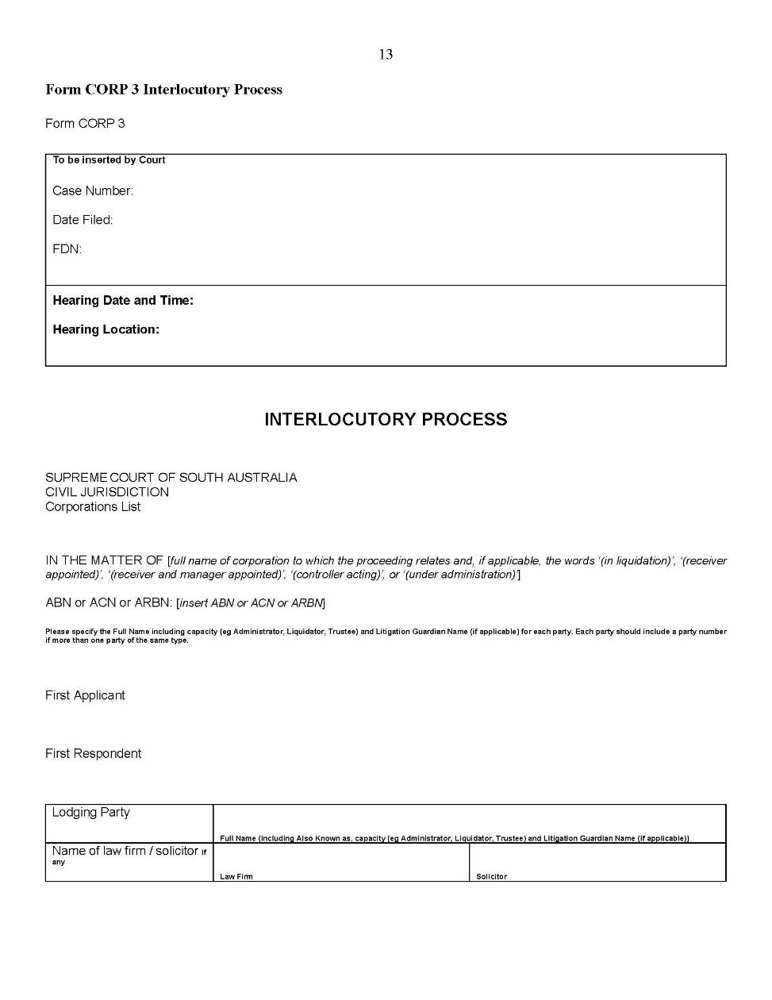 13
Form CORP 3 Interlocutory Process
Form CORP 3
To be inserted by Court
Case Number:
Date Filed:
FDN:
Hearing Date and Time:
Hearing Location:
INTERLOCUTORY PROCESS
SUPREME COURT OF SOUTH AUSTRALIA
CIVIL JURISDICTION
Corporations List
IN THE MATTER OF [full name of corporation to which the proceeding relates and, if applicable, the words ‘(in liquidation)’, ‘(receiver
appointed)’, ‘(receiver and manager appointed)’, ‘(controller acting)’, or ‘(under administration)’]
ABN or ACN or ARBN: [insert ABN or ACN or ARBN]
Please specify the Full Name including capacity (eg Administrator, Liquidator, Trustee) and Litigation Guardian Name (if applicable) for each party. Each party should include a party number
if more than one party of the same type.
First Applicant
First Respondent
Lodging Party
Full Name (including Also Known as, capacity (eg Administrator, Liquidator, Trustee) and Litigation Guardian Name (if applicable))
Name of law firm / solicitor if
any
Law Firm
Solicitor